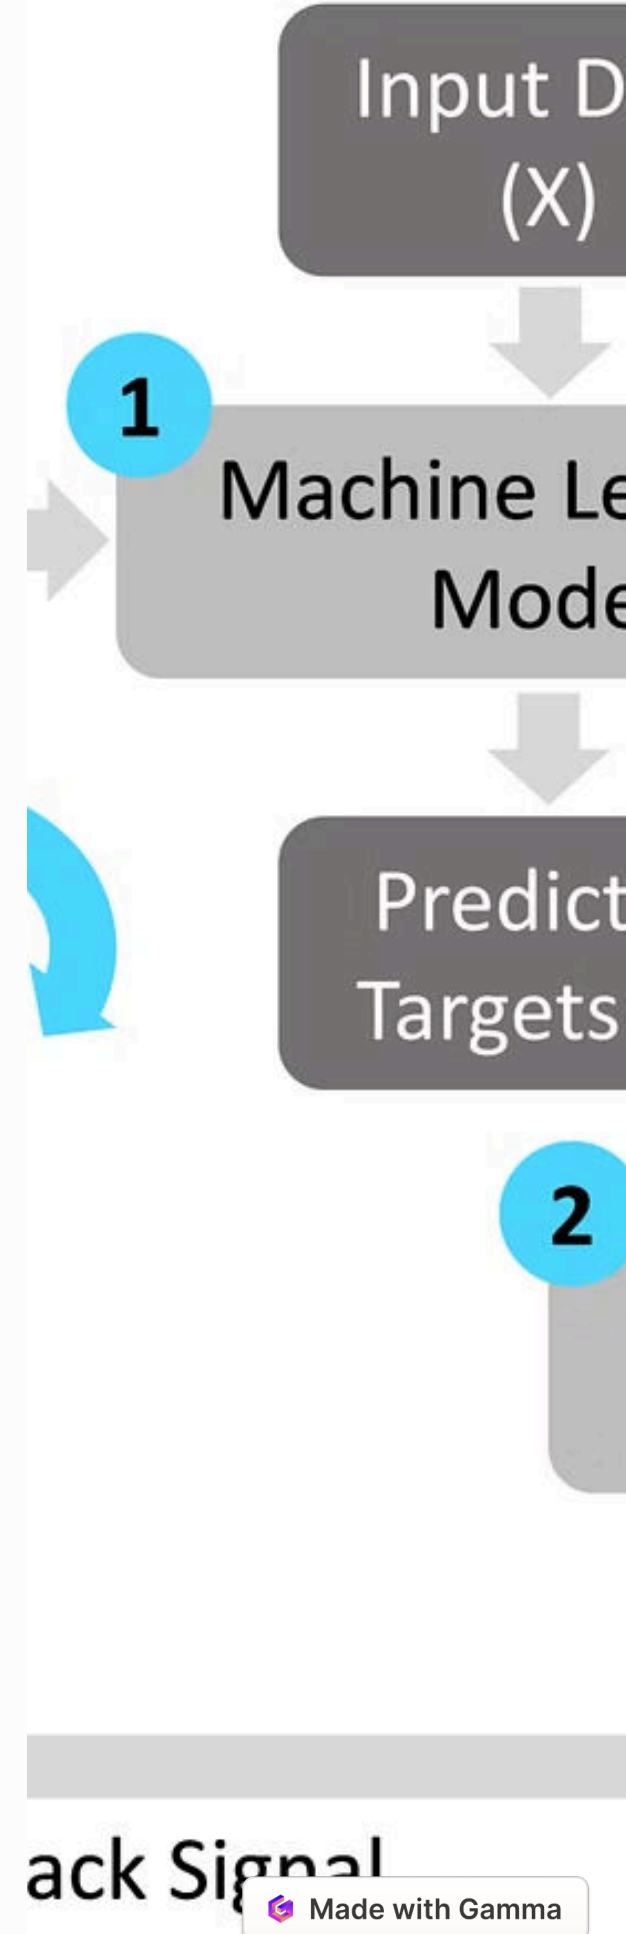 Input D
(X)
1
Machine Le
Mode
Predict
Targets
2
ack Signal
Made with Gamma